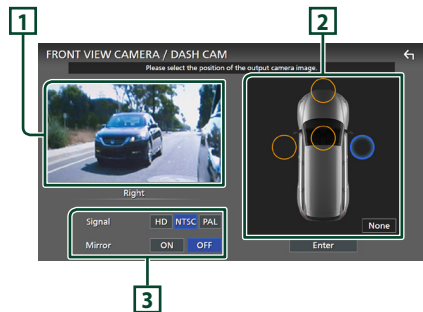 1
2
FRONT VIEW CAMERA / DASH CAM
Please select the position of the output camera image.
Right
Signal HD NTSC PAL
Mirror ON OFF
None
Enter
3